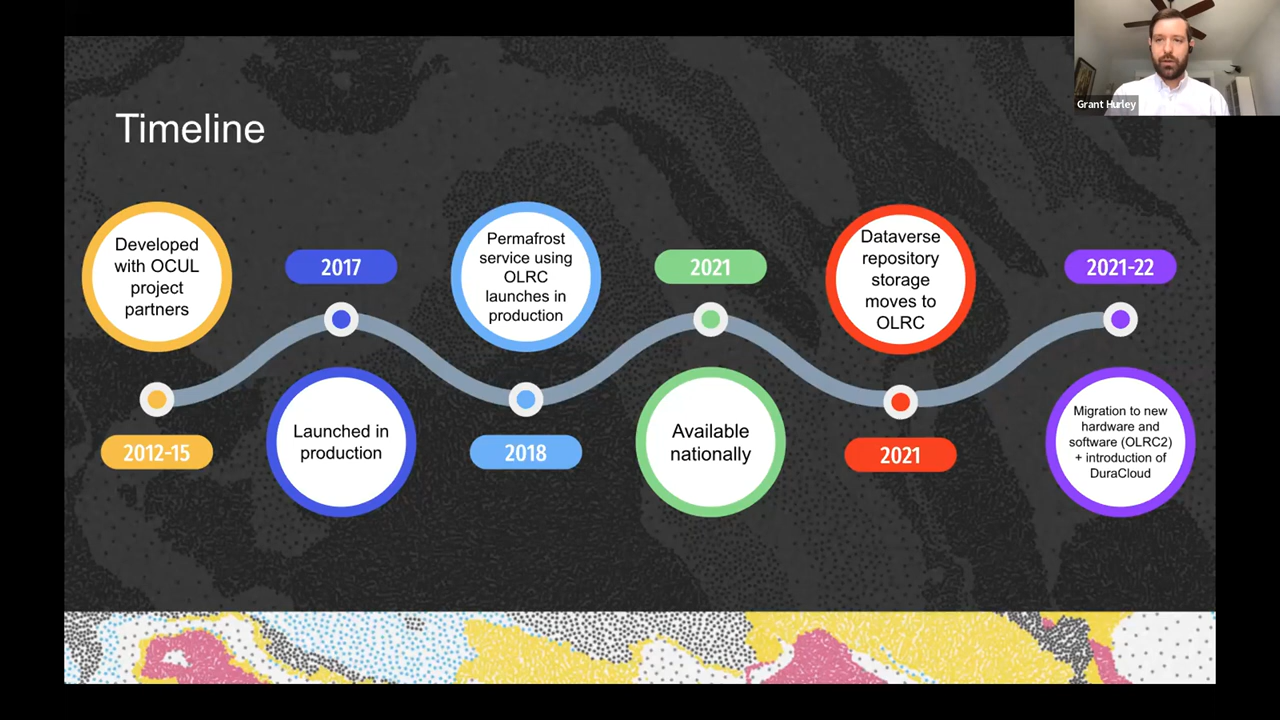 Grant Hurley
Timeline
Developed
with OCUL
project
partners
2012-15
2017
Launched in
production
Permafrost
service using
OLRC
launches in
production
2018
2021
Available
nationally
Dataverse
repository
storage
moves to
OLRC
2021
2021-22
Migration to new
hardware and
software (OLRC2)
+ introduction of
DuraCloud